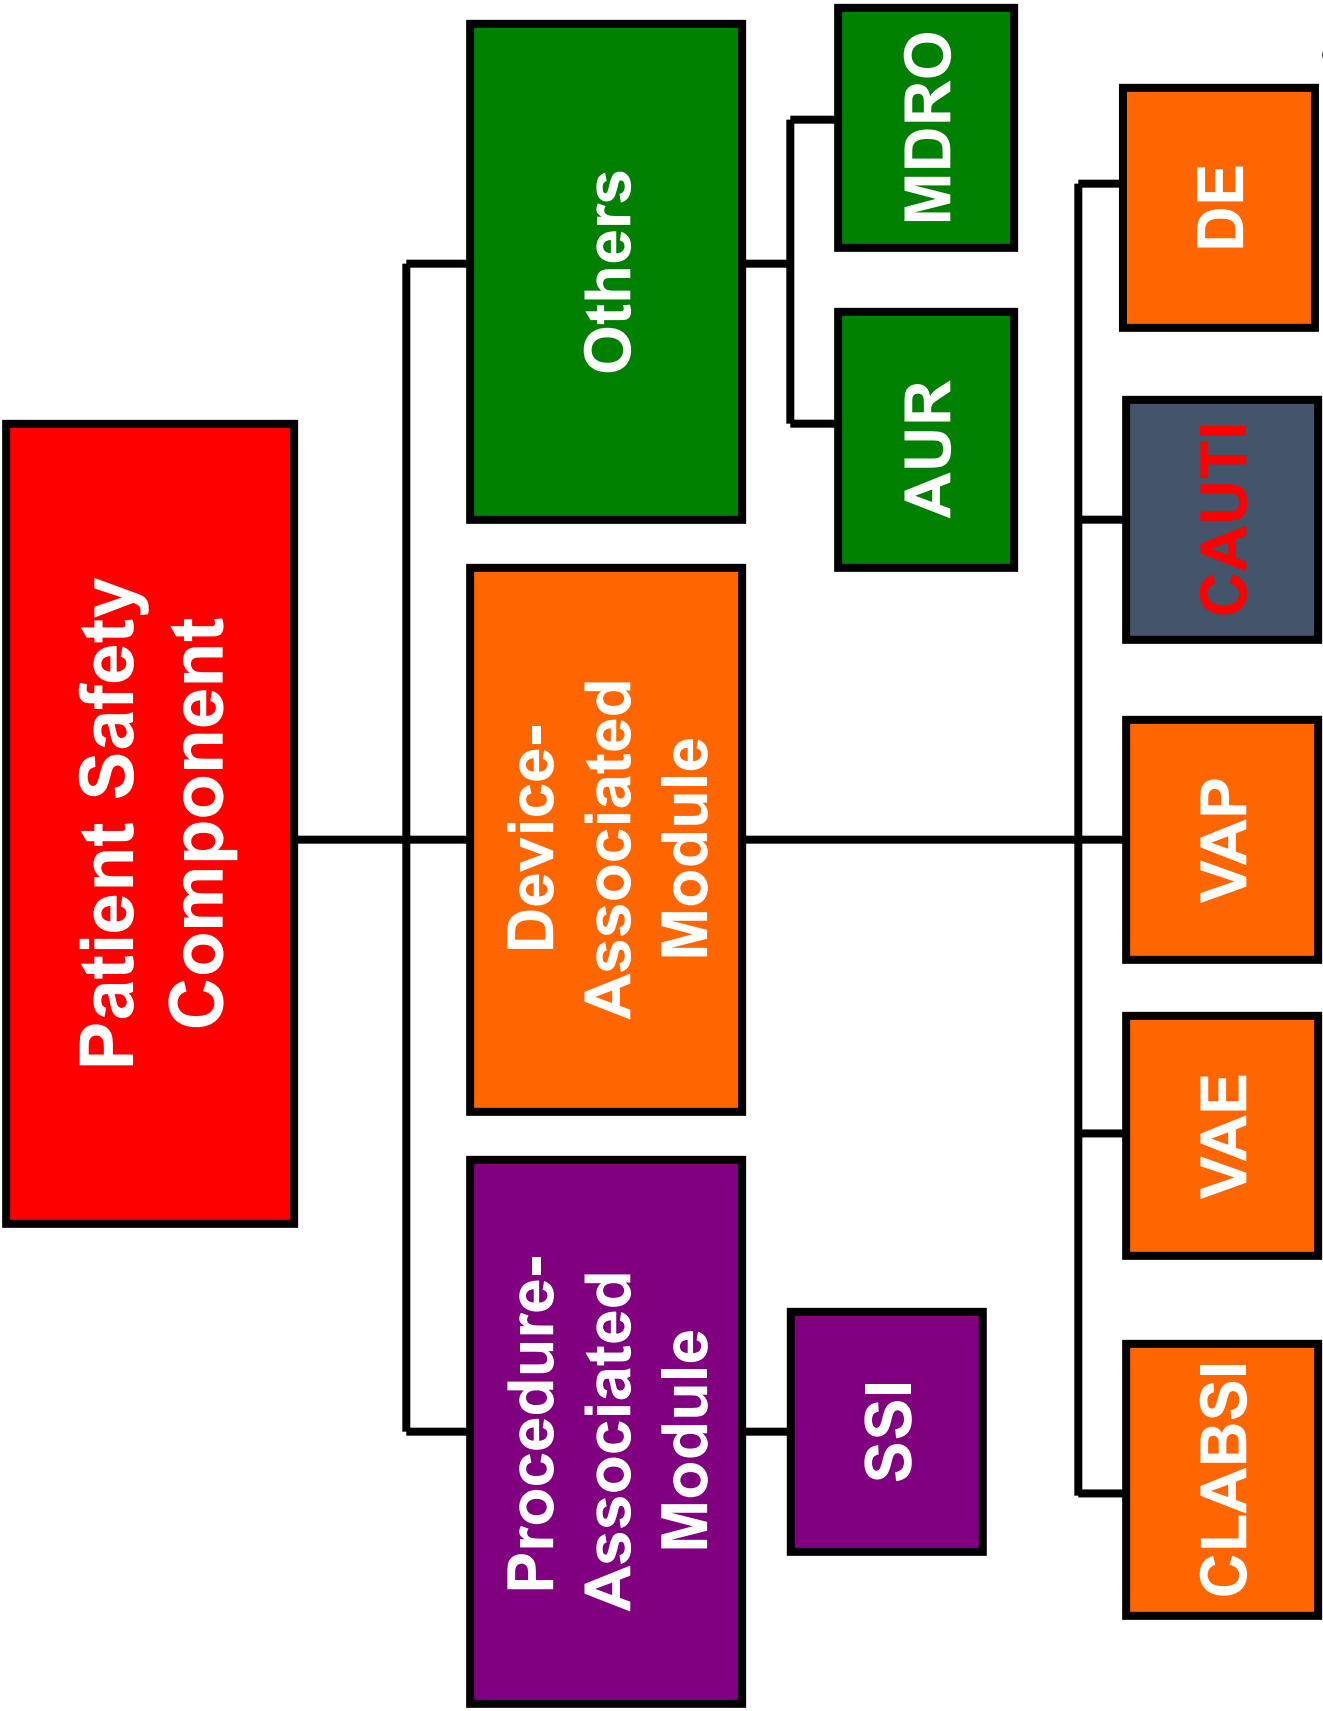 Patient Safety
Component
Procedure-
Associated
Module
Device-
Associated
Module
Others
SSI
AUR
MDRO
CLABSI
VAE
VAP
CAUTI
DE